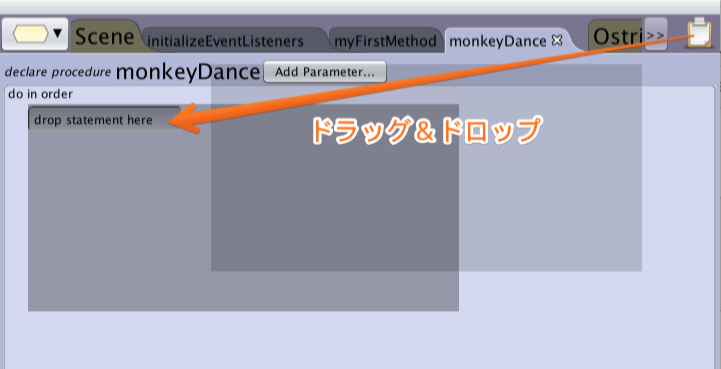 Scene initializeEventListeners myFirstMethod monkeyDance Ostri >>
declare procedure monkeyDance Add Parameter...
do in order
drop statement here
ドラッグ＆ドロップ